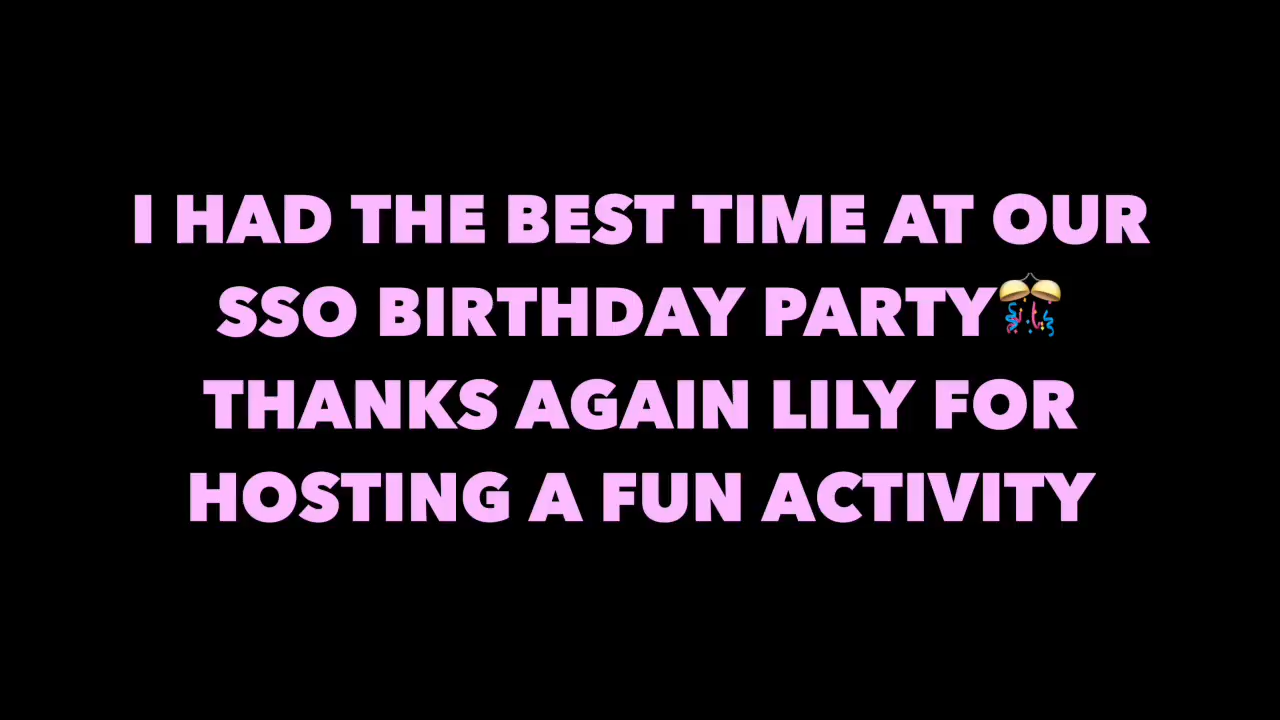 I HAD THE BEST TIME AT OUR
SSO BIRTHDAY PARTY🎊
THANKS AGAIN LILY FOR
HOSTING A FUN ACTIVITY